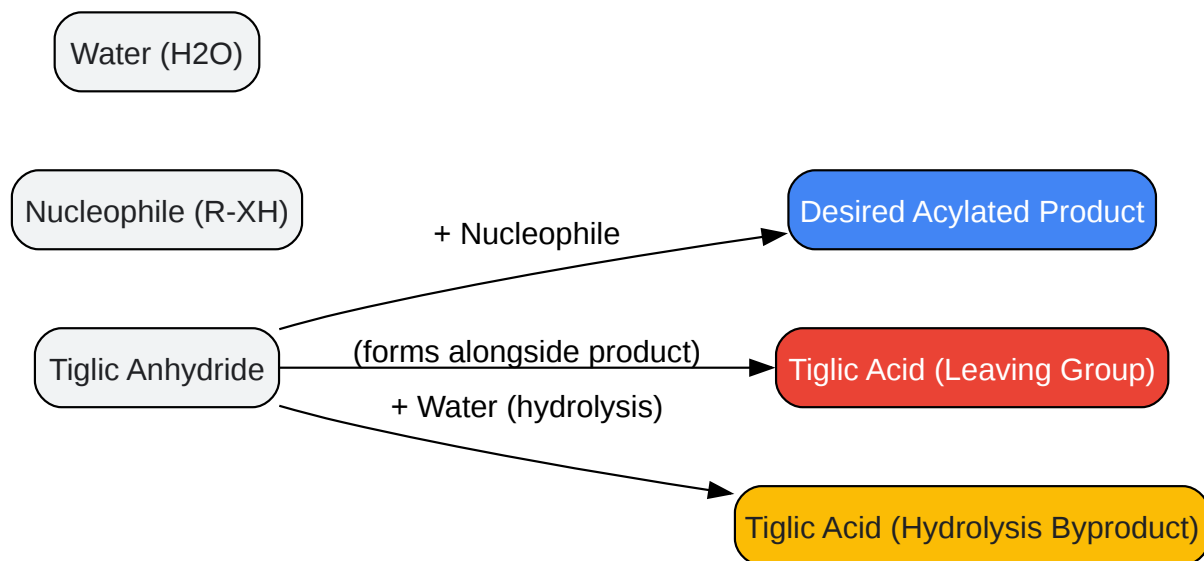 Water (H2O)
Nucleophile (R-XH)
+ Nucleophile
Desired Acylated Product
Tiglic Anhydride
(forms alongside product)
Tiglic Acid (Leaving Group)
+ Water (hydrolysis)
Tiglic Acid (Hydrolysis Byproduct)